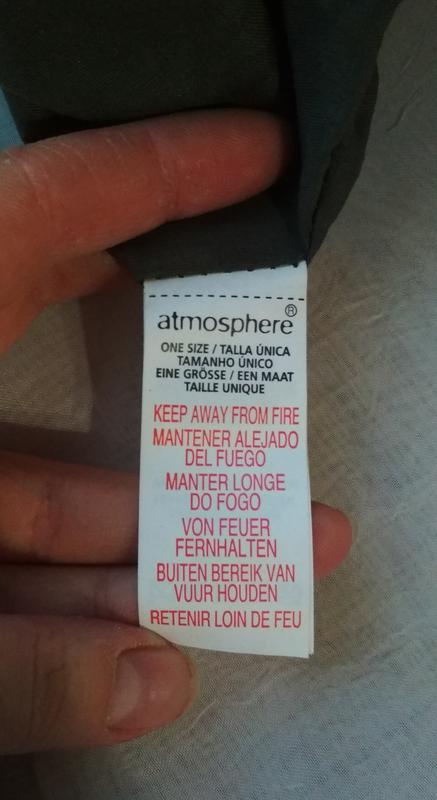 atmosphere®
ONE SIZE / TALLA ÚNICA
TAMANHO ÚNICO
EINE GRÖSSE / EEN MAAT
TAILLE UNIQUE
KEEP AWAY FROM FIRE
MANTENER ALEJADO
DEL FUEGO
MANTER LONGE
DO FOGO
VON FEUER
FERNHALTEN
BUITEN BEREIK VAN
VUUR HOUDEN
RETENIR LOIN DE FEU